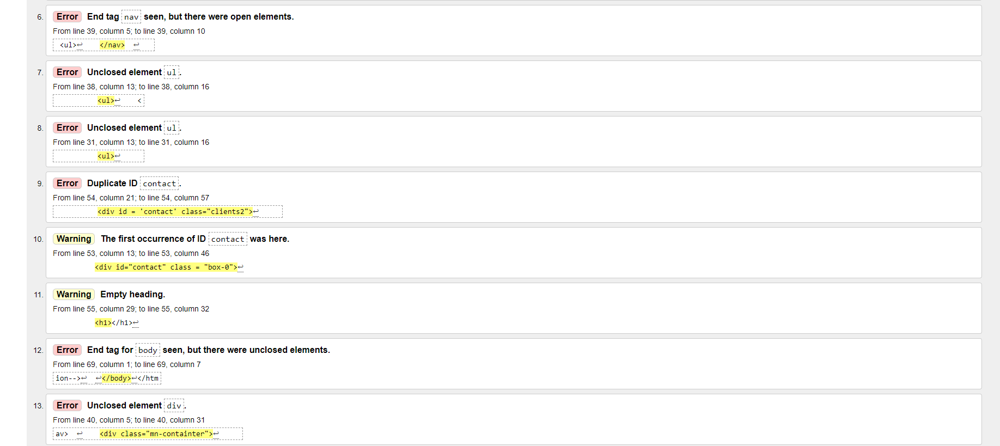 6. Error End tag nav seen, but there were open elements.
From line 39, column 5; to line 39, column 10
<ul>↩ </nav> ↩
7. Error Unclosed element ul.
From line 38, column 13; to line 38, column 16
<ul>↩ <
8. Error Unclosed element ul.
From line 31, column 13; to line 31, column 16
<ul>↩
9. Error Duplicate ID contact.
From line 54, column 21; to line 54, column 57
<div id = 'contact' class="clients2">↩
10. Warning The first occurrence of ID contact was here.
From line 53, column 13; to line 53, column 46
<div id="contact" class = "box-0">↩
11. Warning Empty heading.
From line 55, column 29; to line 55, column 32
<h1></h1>↩
12. Error End tag for body seen, but there were unclosed elements.
From line 69, column 1; to line 69, column 7
ion-->↩ ↩</body>↩</htm
13. Error Unclosed element div.
From line 40, column 5; to line 40, column 31
av> ↩ <div class="mn-containter">↩